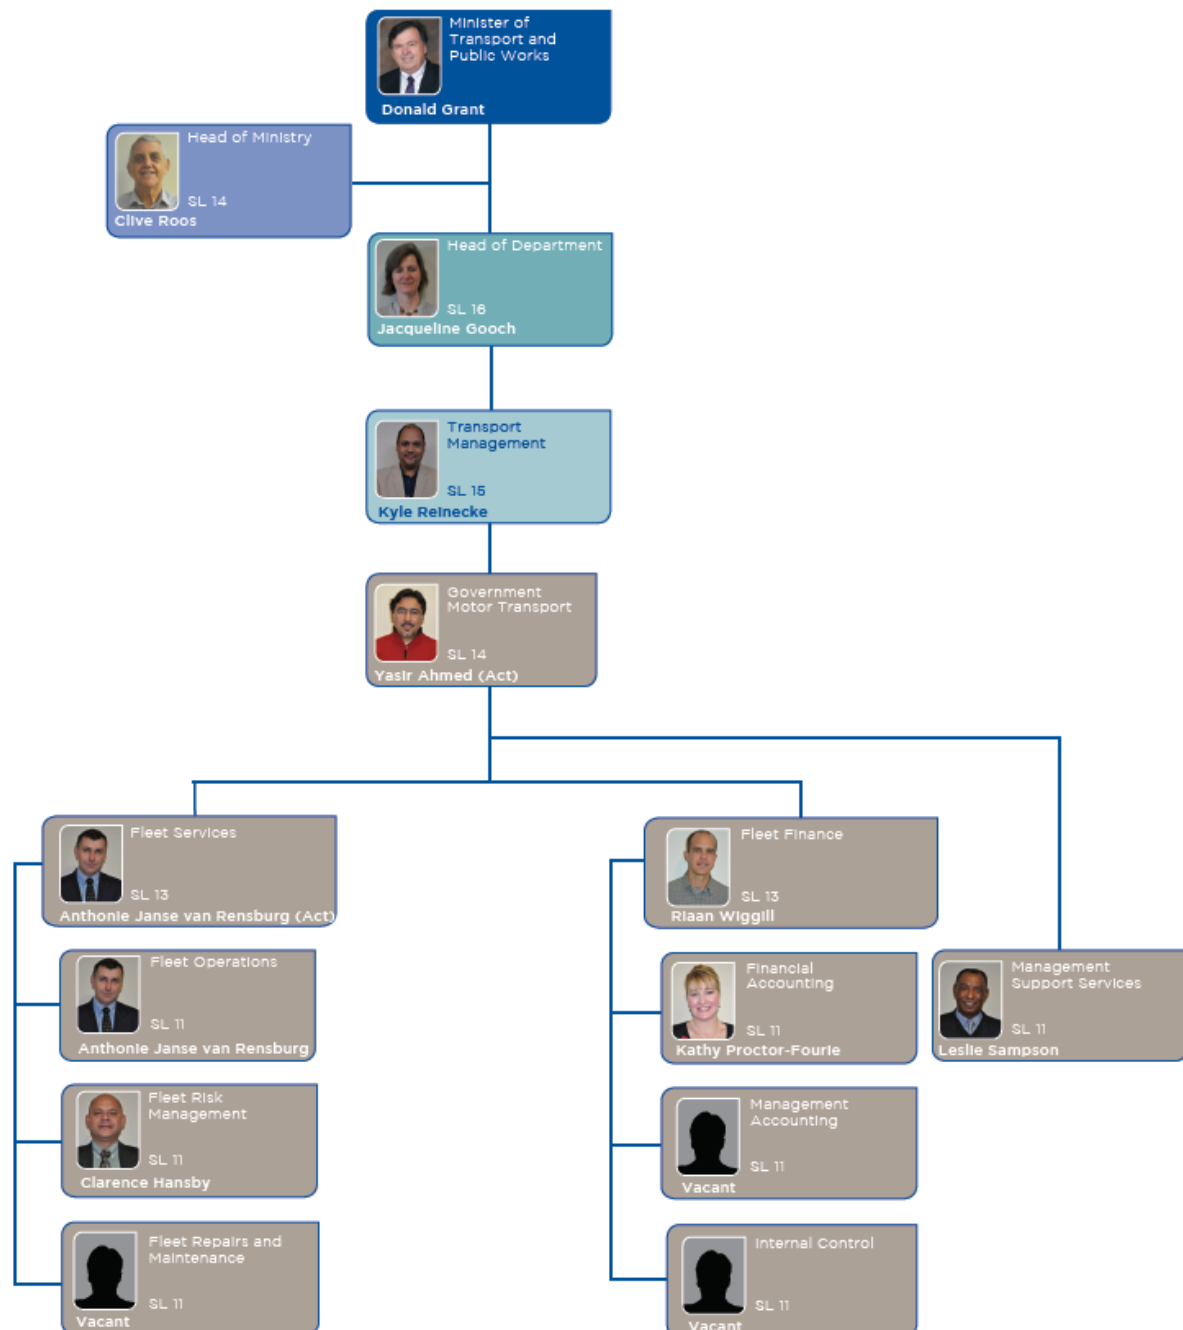 Minister of
Transport and
Public Works
Donald Grant
Head of Ministry
SL 14
Clive Roos
Head of Department
SL 16
Jacqueline Gooch
Transport
Management
SL 15
Kyle Reinecke
Government
Motor Transport
SL 14
Yasir Ahmed (Act)
Fleet Services
SL 13
Anthonie Janse van Rensburg (Act)
Fleet Operations
SL 11
Anthonie Janse van Rensburg
Fleet Risk
Management
SL 11
Clarence Hansby
Fleet Repairs and
Maintenance
SL 11
Vacant
Fleet Finance
SL 13
Riaan Wiggill
Financial
Accounting
SL 11
Kathy Proctor-Fourie
Management
Accounting
SL 11
Vacant
Internal Control
SL 11
Vacant
Management
Support Services
SL 11
Leslie Sampson